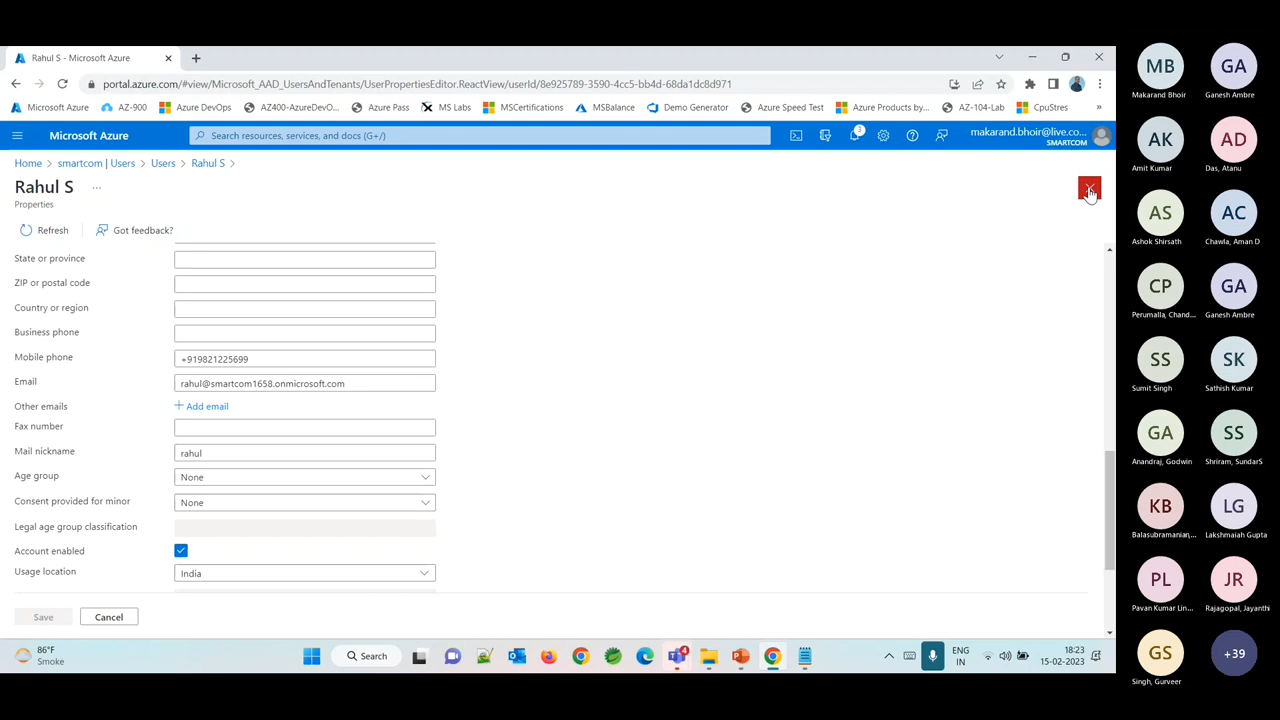 Rahul S - Microsoft Azure
portal.azure.com/#view/Microsoft_AAD_UsersAndTenants/UserPropertiesEditor.ReactView/userId/8e925789-3590-4cc5-bb4d-68da1dc8d971
Microsoft Azure AZ-900 Azure DevOps AZ400-AzureDevO... Azure Pass MS Labs MSCertifications MSBalance Demo Generator Azure Speed Test Azure Products by... AZ-104-Lab CpuStres »
Microsoft Azure
Search resources, services, and docs (G+/)
3
makarand.bhoir@live.co...
SMARTCOM
Home > smartcom | Users > Users > Rahul S >
Rahul S ...
Properties
Refresh Got feedback?
State or province
ZIP or postal code
Country or region
Business phone
Mobile phone +919821225699
Email rahul@smartcom1658.onmicrosoft.com
Other emails + Add email
Fax number
Mail nickname rahul
Age group None
Consent provided for minor None
Legal age group classification
Account enabled
Usage location India
Save Cancel
86°F
Smoke
Search
4
ENG
IN
18:23
15-02-2023
MB GA
Makarand Bhoir Ganesh Ambre
AK AD
Amit Kumar Das, Atanu
AS AC
Ashok Shirsath Chawla, Aman D
CP GA
Perumalla, Chand... Ganesh Ambre
SS SK
Sumit Singh Sathish Kumar
GA SS
Anandraj, Godwin Shriram, SundarS
KB LG
Balasubramanian,... Lakshmaiah Gupta
PL JR
Pavan Kumar Lin... Rajagopal, Jayanthi
GS +39
Singh, Gurveer